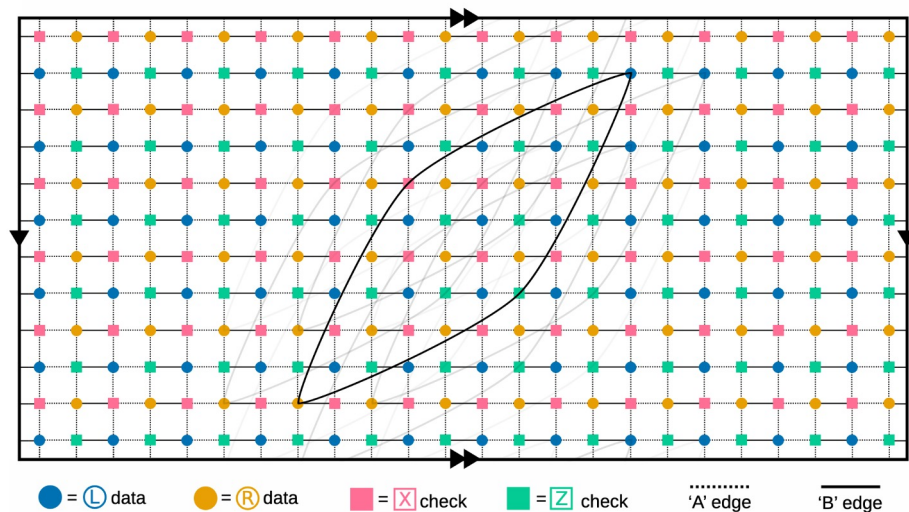 = L data = R data = X check = Z check 'A' edge 'B' edge